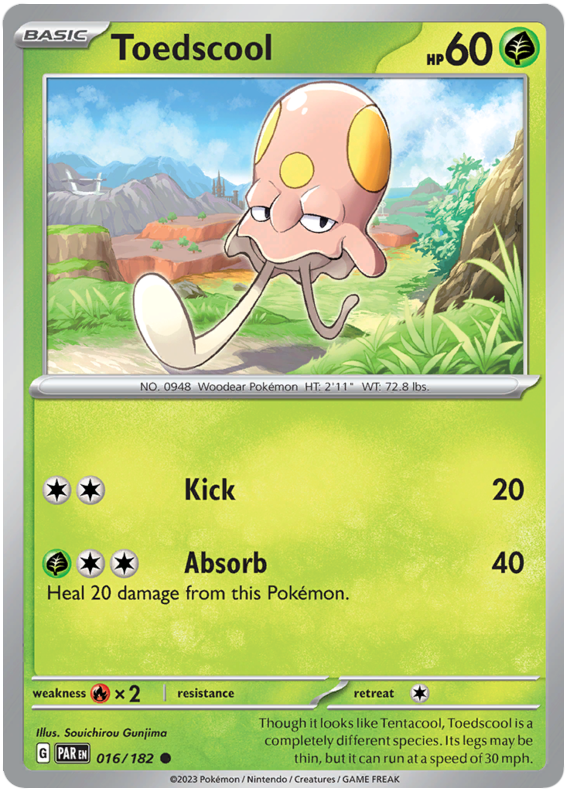 BASIC Toedscool HP 60
NO. 0948 Woodear Pokémon HT: 2'11" WT: 72.8 lbs.
Kick 20
Absorb 40
Heal 20 damage from this Pokémon.
weakness ×2 resistance retreat
Illus. Souichirou Gunjima
G PAR EN 016/182
Though it looks like Tentacool, Toedscool is a
completely different species. Its legs may be
thin, but it can run at a speed of 30 mph.
©2023 Pokémon / Nintendo / Creatures / GAME FREAK